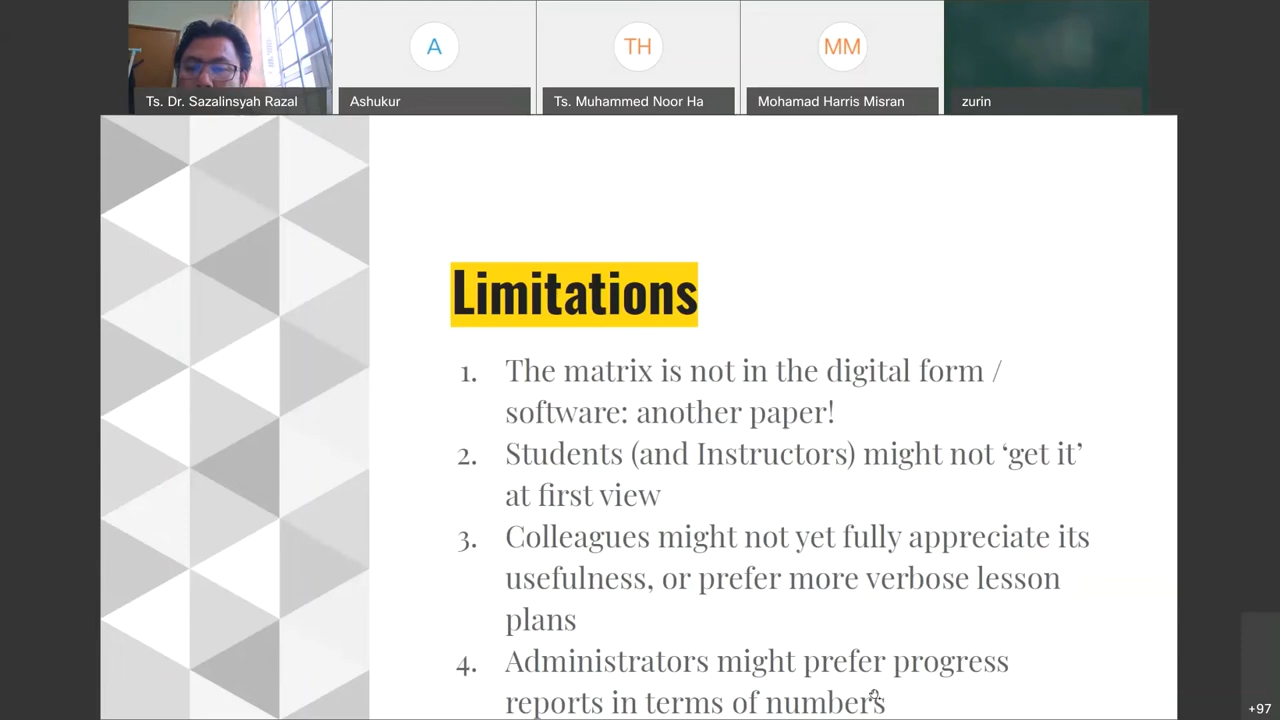 A
TH
MM
Ts. Dr. Sazalinsyah Razal
Ashukur
Ts. Muhammed Noor Ha
Mohamad Harris Misran
zurin
Limitations
1. The matrix is not in the digital form /
software: another paper!
2. Students (and Instructors) might not ‘get it’
at first view
3. Colleagues might not yet fully appreciate its
usefulness, or prefer more verbose lesson
plans
4. Administrators might prefer progress
reports in terms of numbers
+97